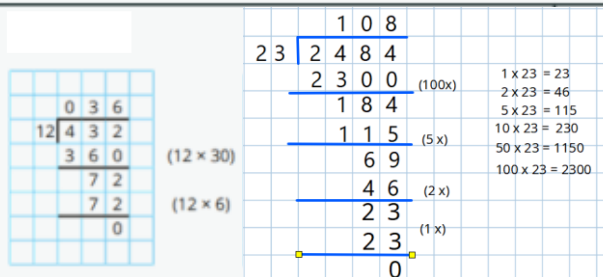 0 3 6
12 4 3 2
3 6 0 (12 × 30)
7 2
7 2 (12 × 6)
0
1 0 8
2 3 2 4 8 4
2 3 0 0 (100x)
1 8 4
1 1 5 (5 x)
6 9
4 6 (2 x)
2 3
2 3 (1 x)
0
1 x 23 = 23
2 x 23 = 46
5 x 23 = 115
10 x 23 = 230
50 x 23 = 1150
100 x 23 = 2300